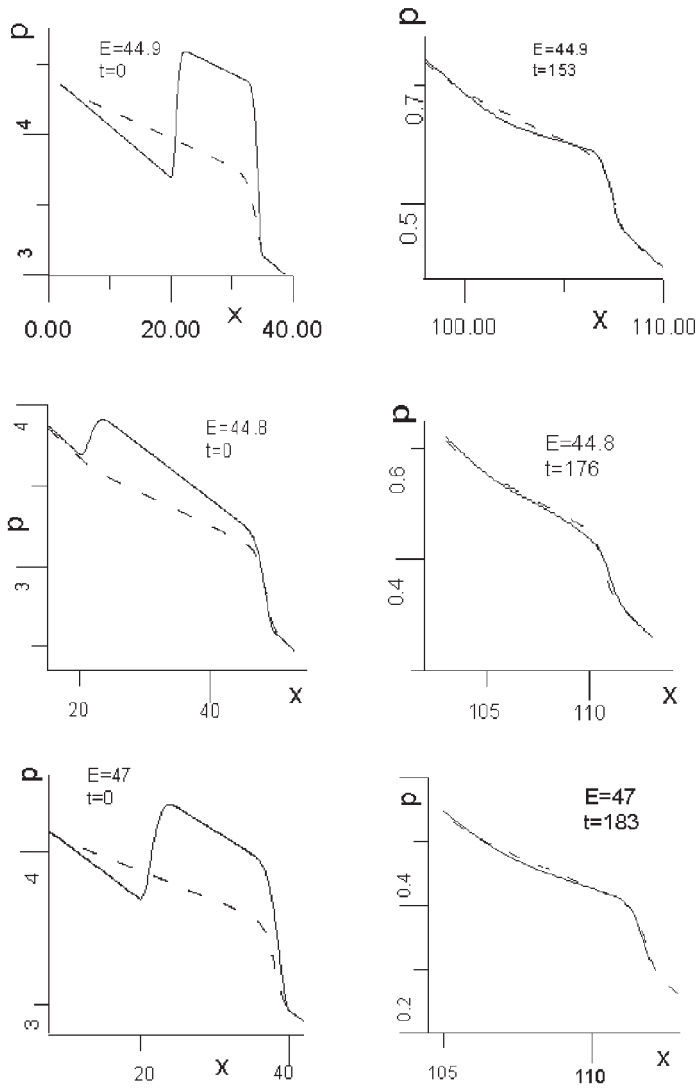 p
E=44.9
t=0
4
3
0.00
20.00
40.00
X
p
E=44.9
t=153
0.7
0.5
100.00
110.00
X
p
E=44.8
t=0
4
3
20
40
X
p
E=44.8
t=176
0.6
0.4
105
110
X
p
E=47
t=0
4
3
20
40
X
p
E=47
t=183
0.4
0.2
105
110
X